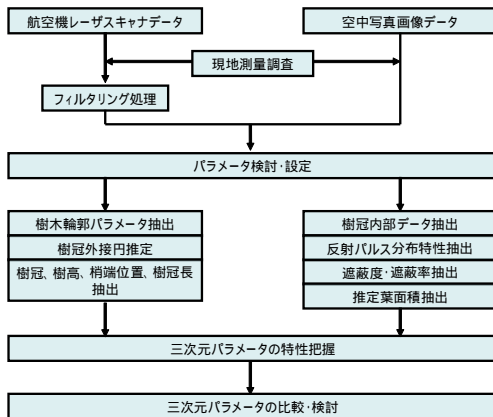 航空機レーザスキャナデータ
空中写真画像データ
現地測量調査
フィルタリング処理
パラメータ検討・設定
樹木輪郭パラメータ抽出
樹冠外接円推定
樹冠、樹高、梢端位置、樹冠長
抽出
樹冠内部データ抽出
反射パルス分布特性抽出
遮蔽度・遮蔽率抽出
推定葉面積抽出
三次元パラメータの特性把握
三次元パラメータの比較・検討